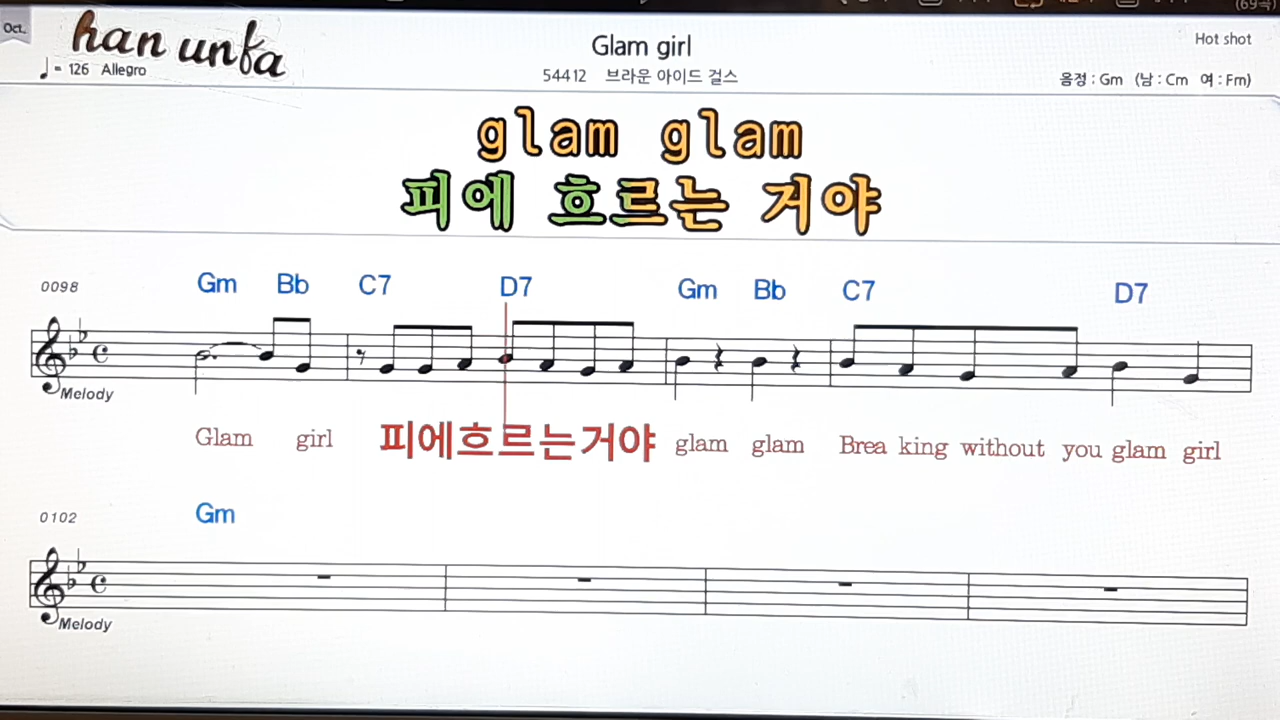 (69곡)
Oct.
han unfa
Glam girl
Hot shot
♩= 126 Allegro
54412 브라운 아이드 걸스
음정 : Gm (남 : Cm 여 : Fm)
glam glam
피에 흐르는 거야
0098
Gm Bb C7 D7 Gm Bb C7 D7
Melody
Glam girl 피에흐르는거야 glam glam Brea king without you glam girl
0102
Gm
Melody